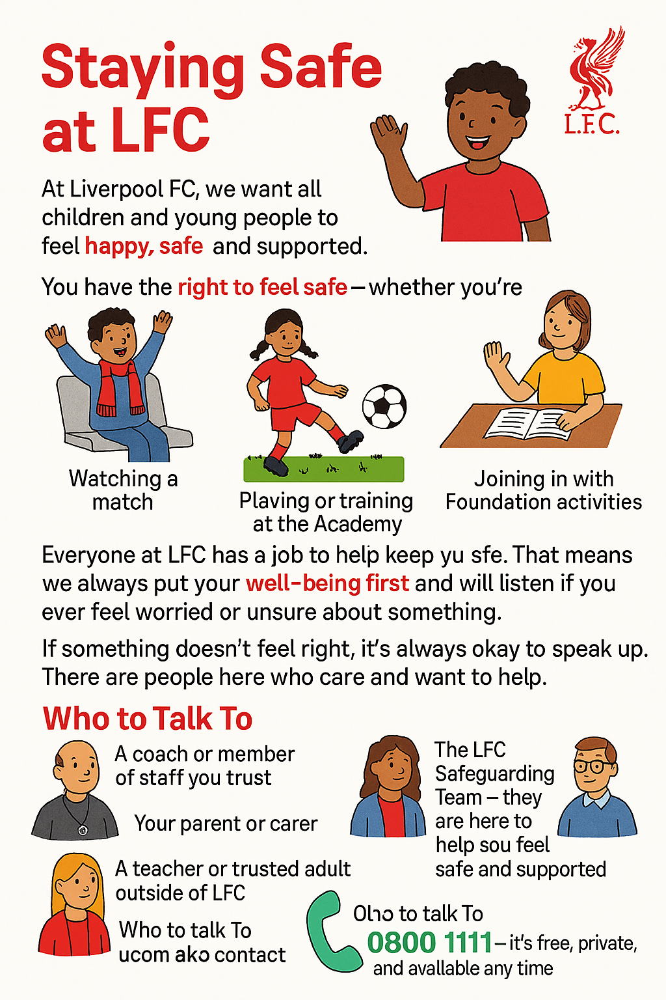 Staying Safe
at LFC
L.F.C.
At Liverpool FC, we want all
children and young people to
feel happy, safe and supported.
You have the right to feel safe – whether you're
Watching a
match
Plaving or training
at the Academy
Joining in with
Foundation activities
Everyone at LFC has a job to help keep yu sfe. That means
we always put your well-being first and will listen if you
ever feel worried or unsure about something.
If something doesn't feel right, it's always okay to speak up.
There are people here who care and want to help.
Who to Talk To
A coach or member
of staff you trust
Your parent or carer
A teacher or trusted adult
outside of LFC
Who to talk To
ucom ako contact
The LFC
Safeguarding
Team – they
are here to
help sou feel
safe and supported
to talk To
0800 1111 – it's free, private,
and available any time